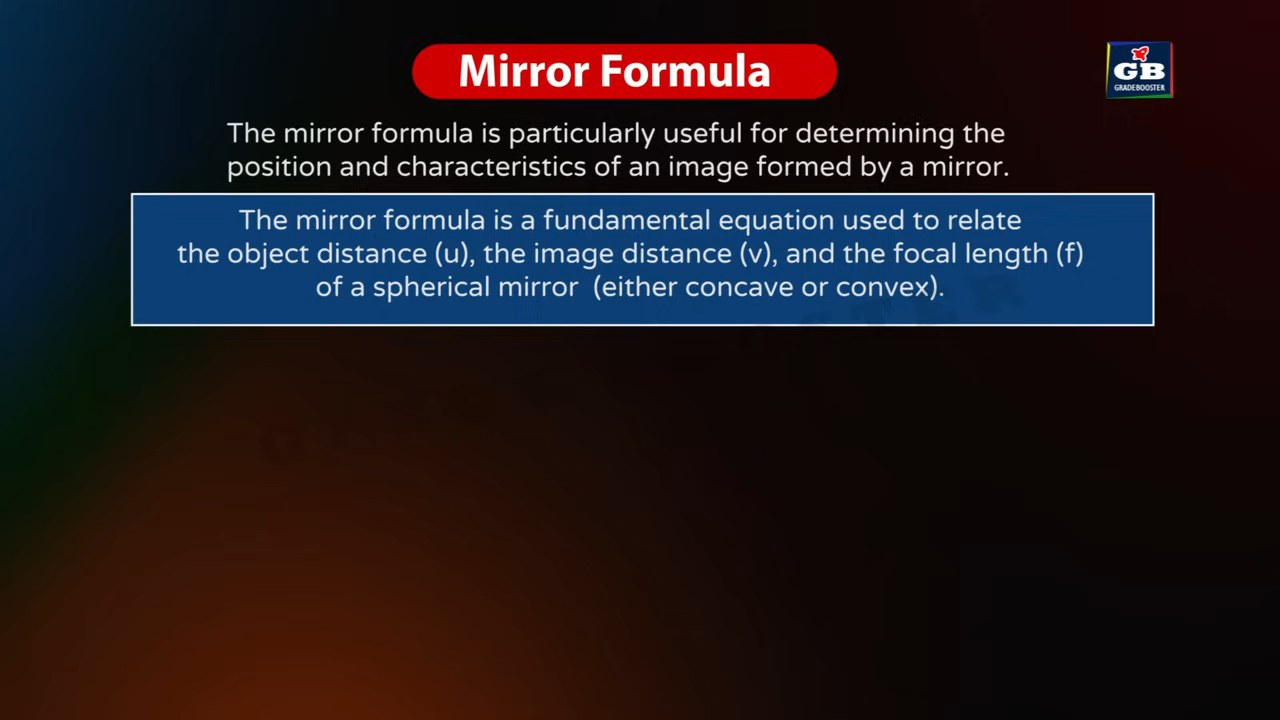 Mirror Formula
GB
GRADEBOOSTER
The mirror formula is particularly useful for determining the
position and characteristics of an image formed by a mirror.
The mirror formula is a fundamental equation used to relate
the object distance (u), the image distance (v), and the focal length (f)
of a spherical mirror (either concave or convex).